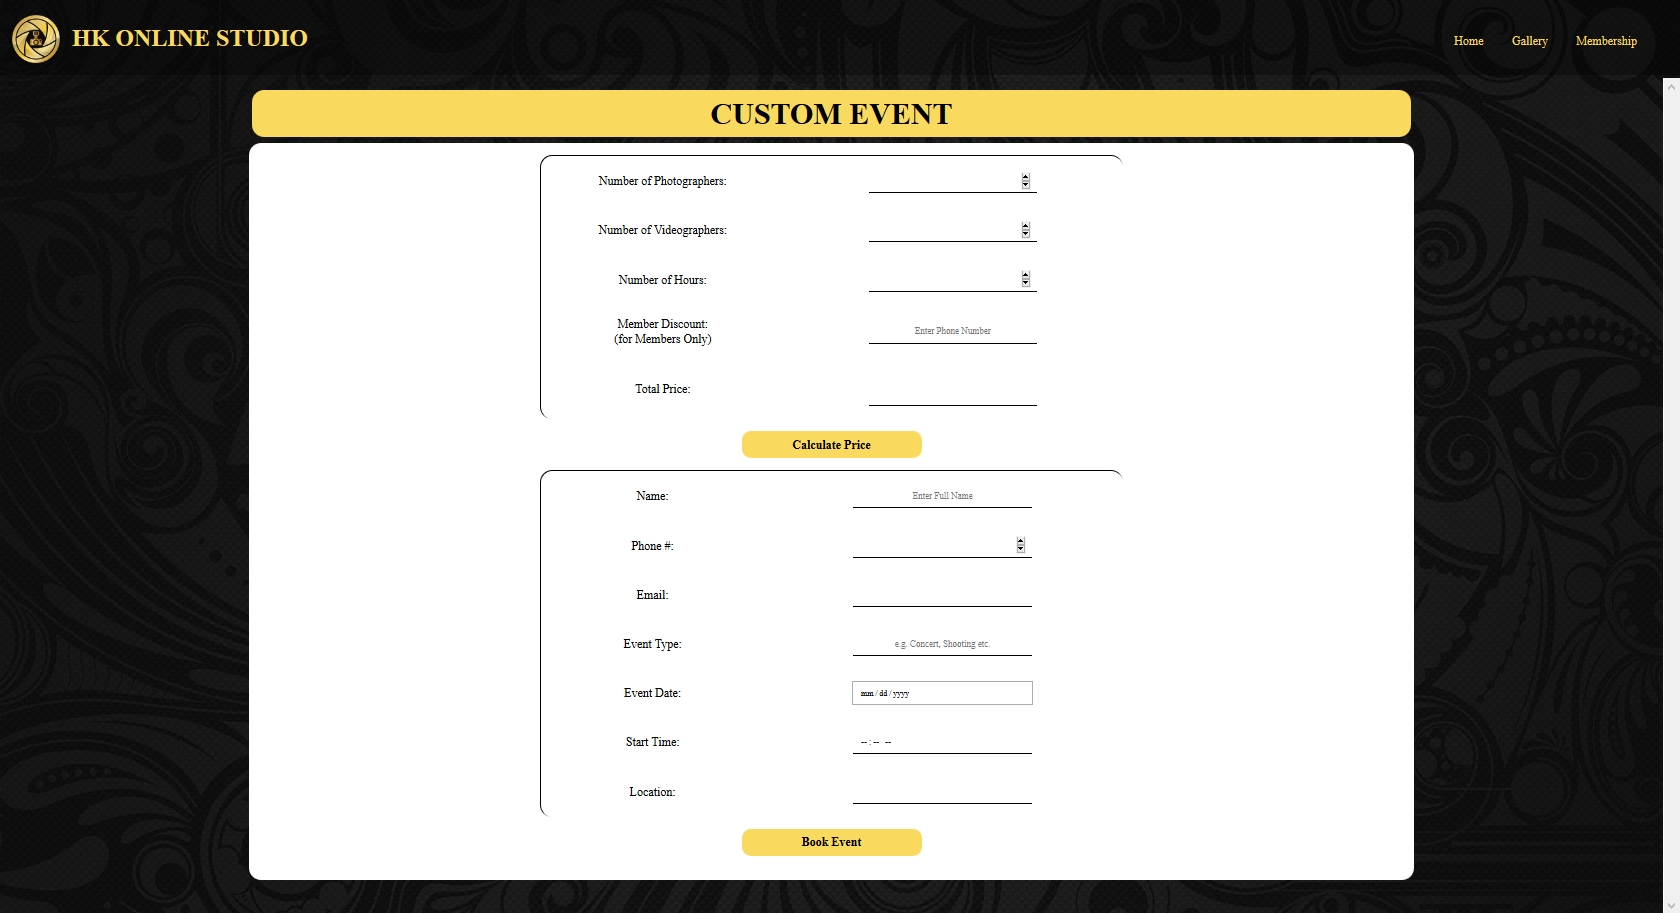 HK ONLINE STUDIO
Home Gallery Membership
CUSTOM EVENT
Number of Photographers:
Number of Videographers:
Number of Hours:
Member Discount:
(for Members Only)
Enter Phone Number
Total Price:
Calculate Price
Name: Enter Full Name
Phone #:
Email:
Event Type: e.g. Concert, Shooting etc.
Event Date: mm / dd / yyyy
Start Time: -- : -- --
Location:
Book Event